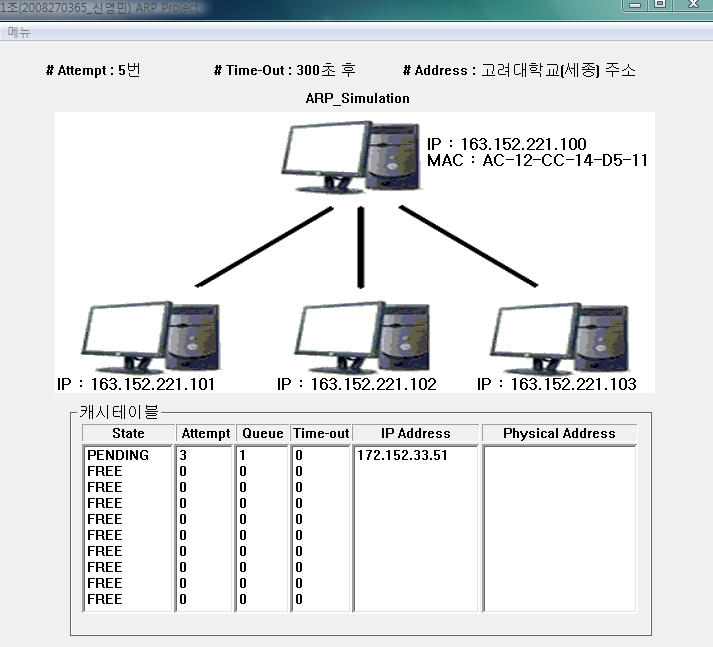 1조(2008270365_신영민) ARP Project
메뉴
# Attempt : 5번 # Time-Out : 300초 후 # Address : 고려대학교(세종) 주소
ARP_Simulation
IP : 163.152.221.100
MAC : AC-12-CC-14-D5-11
IP : 163.152.221.101 IP : 163.152.221.102 IP : 163.152.221.103
캐시테이블
State Attempt Queue Time-out IP Address Physical Address
PENDING 3 1 0 172.152.33.51
FREE 0 0 0
FREE 0 0 0
FREE 0 0 0
FREE 0 0 0
FREE 0 0 0
FREE 0 0 0
FREE 0 0 0
FREE 0 0 0
FREE 0 0 0